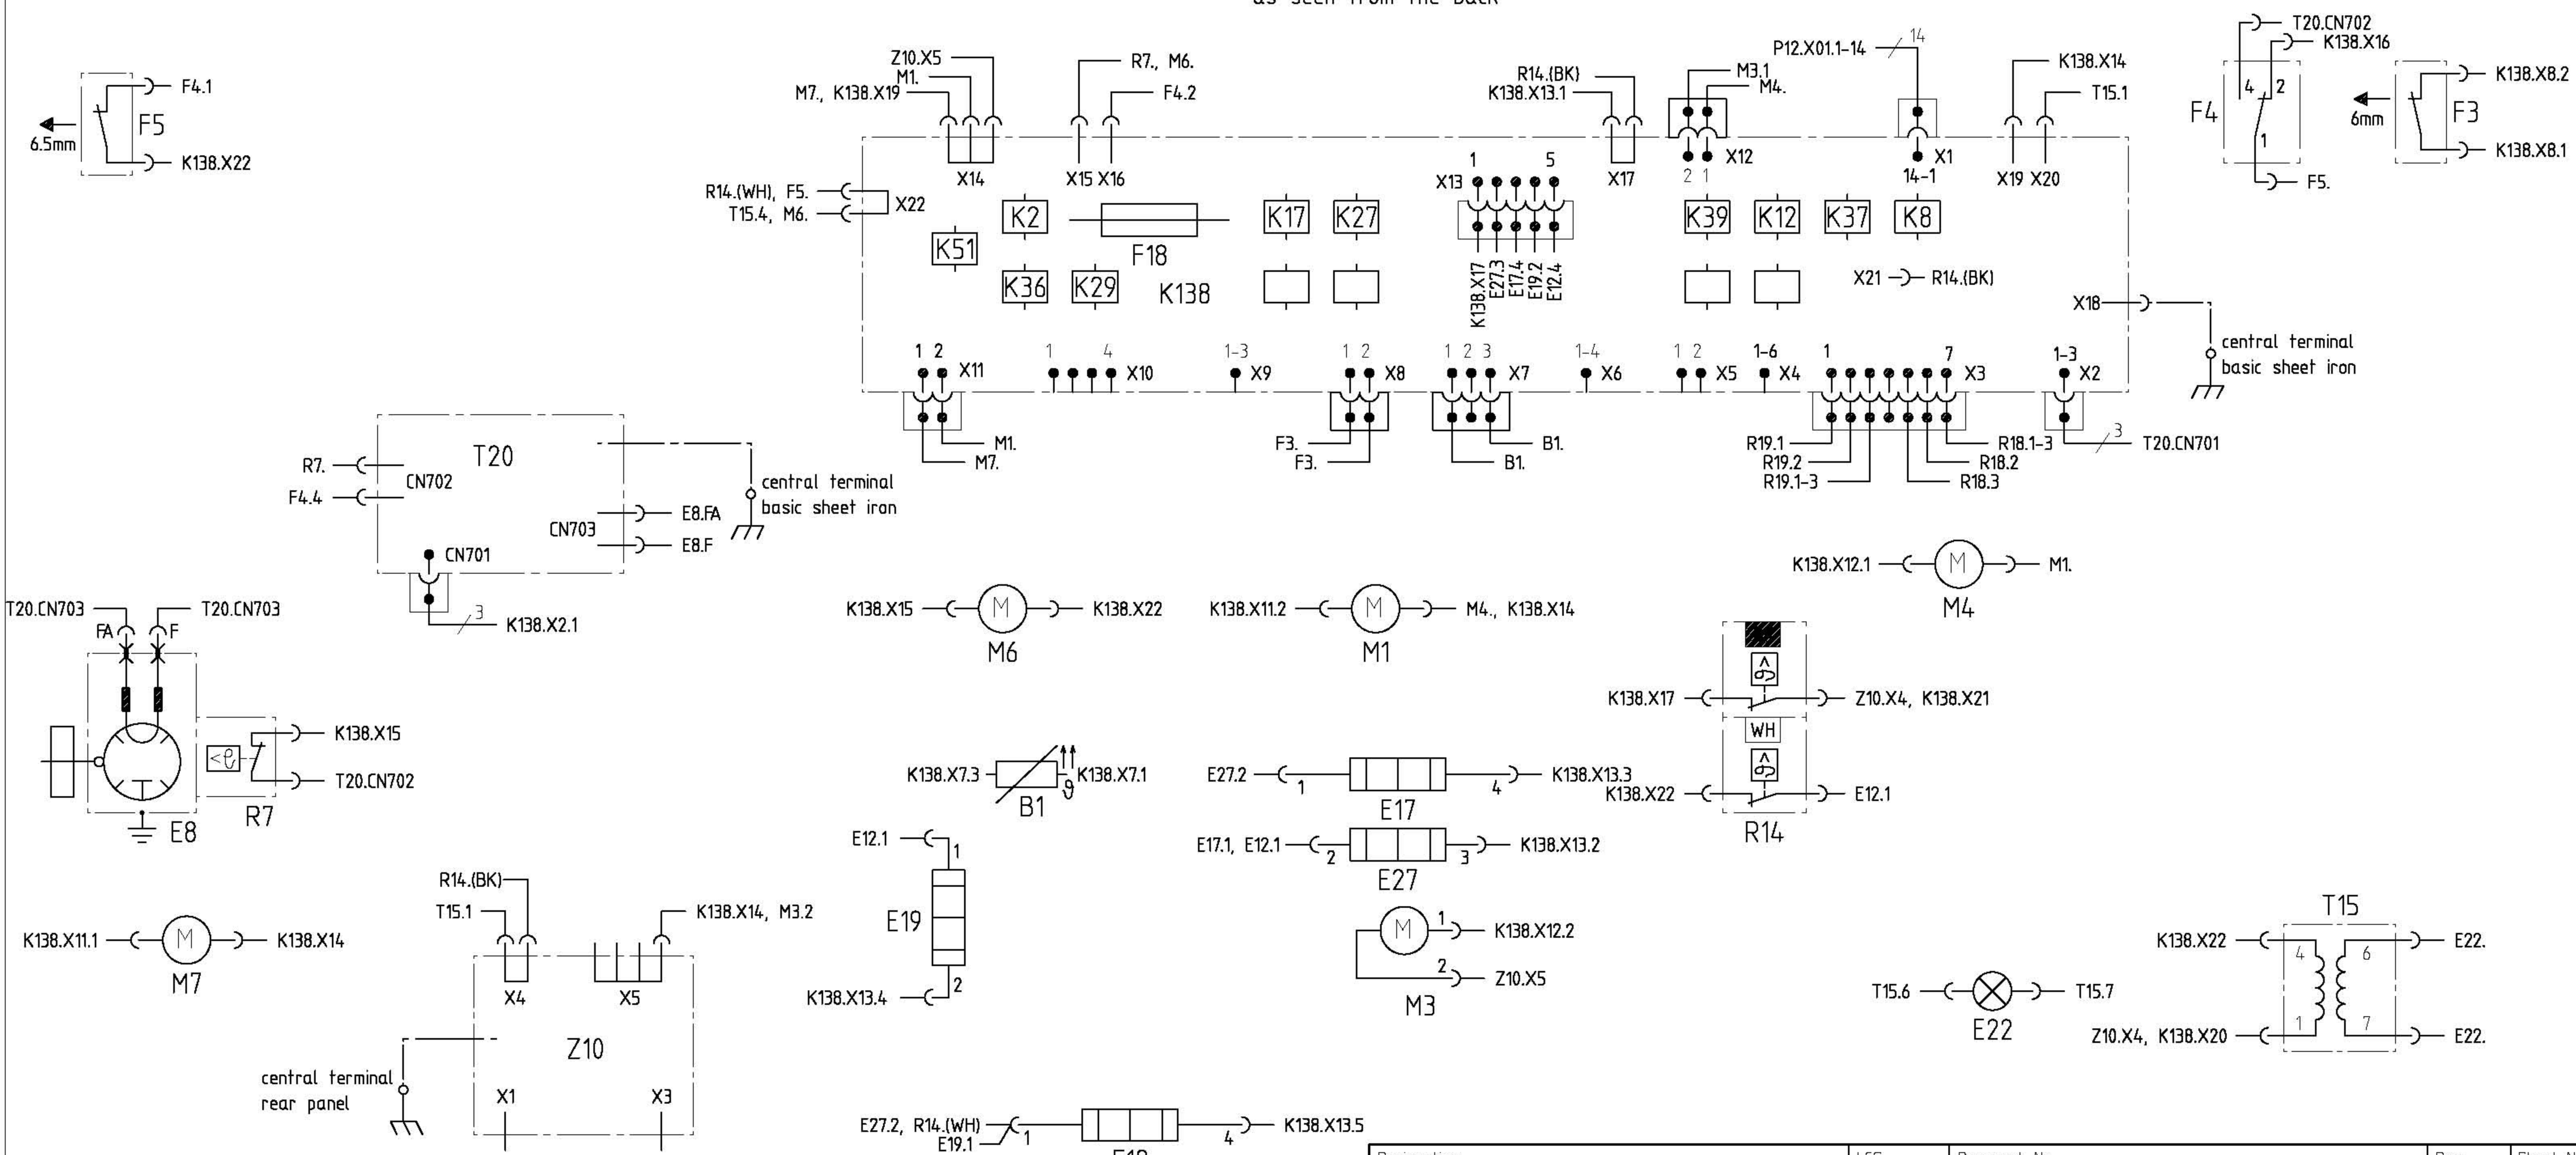 F4.1
F5
6.5mm
K138.X22
Z10.X5
M1.
M7., K138.X19
R7., M6.
F4.2
R14.(BK)
K138.X13.1
M3.1
M4.
P12.X01.1-14
14
K138.X14
T15.1
T20.CN702
K138.X16
4 2
F4
1
F5.
6mm
F3
K138.X8.2
K138.X8.1
X14
X15 X16
X17
X12
2 1
X1
14-1
X19 X20
R14.(WH), F5.
T15.4, M6.
X22
K51
K2
K36
K29
F18
K138
K17
K27
1 5
X13
K138.X17
E27.3
E17.4
E19.2
E12.4
K39
K12
K37
K8
X21
R14.(BK)
X18
central terminal
basic sheet iron
1 2
X11
1 4
X10
1-3
X9
1 2
X8
1 2 3
X7
1-4
X6
1 2
X5
1-6
X4
1 7
X3
1-3
X2
M1.
M7.
F3.
F3.
B1.
B1.
R19.1
R19.2
R19.1-3
R18.1-3
R18.2
R18.3
3
T20.CN701
T20
R7.
CN702
F4.4
CN703
E8.FA
E8.F
CN701
3
K138.X2.1
central terminal
basic sheet iron
T20.CN703
T20.CN703
FA
F
E8
K138.X15
T20.CN702
R7
K138.X15
M
K138.X22
M6
K138.X11.2
M
M4., K138.X14
M1
K138.X12.1
M
M1.
M4
K138.X17
Z10.X4, K138.X21
WH
K138.X22
E12.1
R14
K138.X7.3
K138.X7.1
B1
ϑ
E27.2
1
4
K138.X13.3
E17
E17.1, E12.1
2
3
K138.X13.2
E27
E12.1
1
E19
2
K138.X13.4
M
1
K138.X12.2
2
Z10.X5
M3
K138.X11.1
M
K138.X14
M7
R14.(BK)
T15.1
K138.X14, M3.2
X4
X5
Z10
X1
X3
central terminal
rear panel
T15.6
T15.7
E22
T15
K138.X22
4
6
E22.
Z10.X4, K138.X20
1
7
E22.
E27.2, R14.(WH)
E19.1
1
4
K138.X13.5